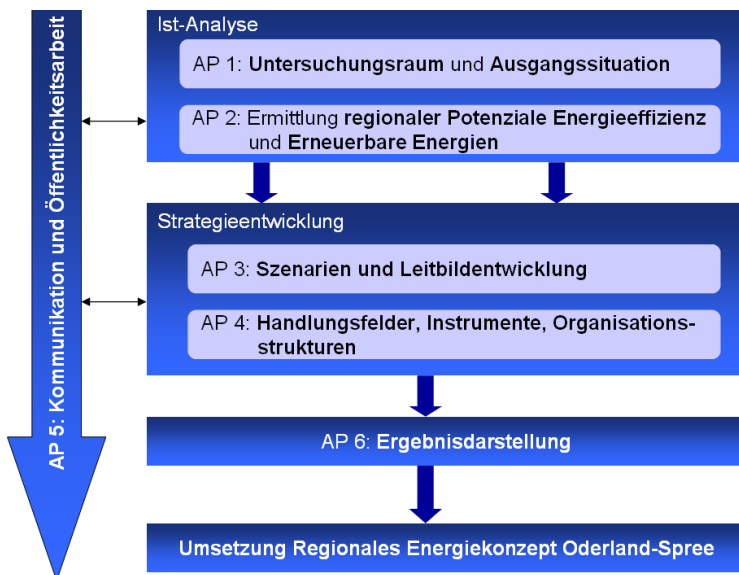 Ist-Analyse
AP 1: Untersuchungsraum und Ausgangssituation
AP 2: Ermittlung regionaler Potenziale Energieeffizienz
und Erneuerbare Energien
Strategieentwicklung
AP 3: Szenarien und Leitbildentwicklung
AP 4: Handlungsfelder, Instrumente, Organisations-
strukturen
AP 5: Kommunikation und Öffentlichkeitsarbeit
AP 6: Ergebnisdarstellung
Umsetzung Regionales Energiekonzept Oderland-Spree